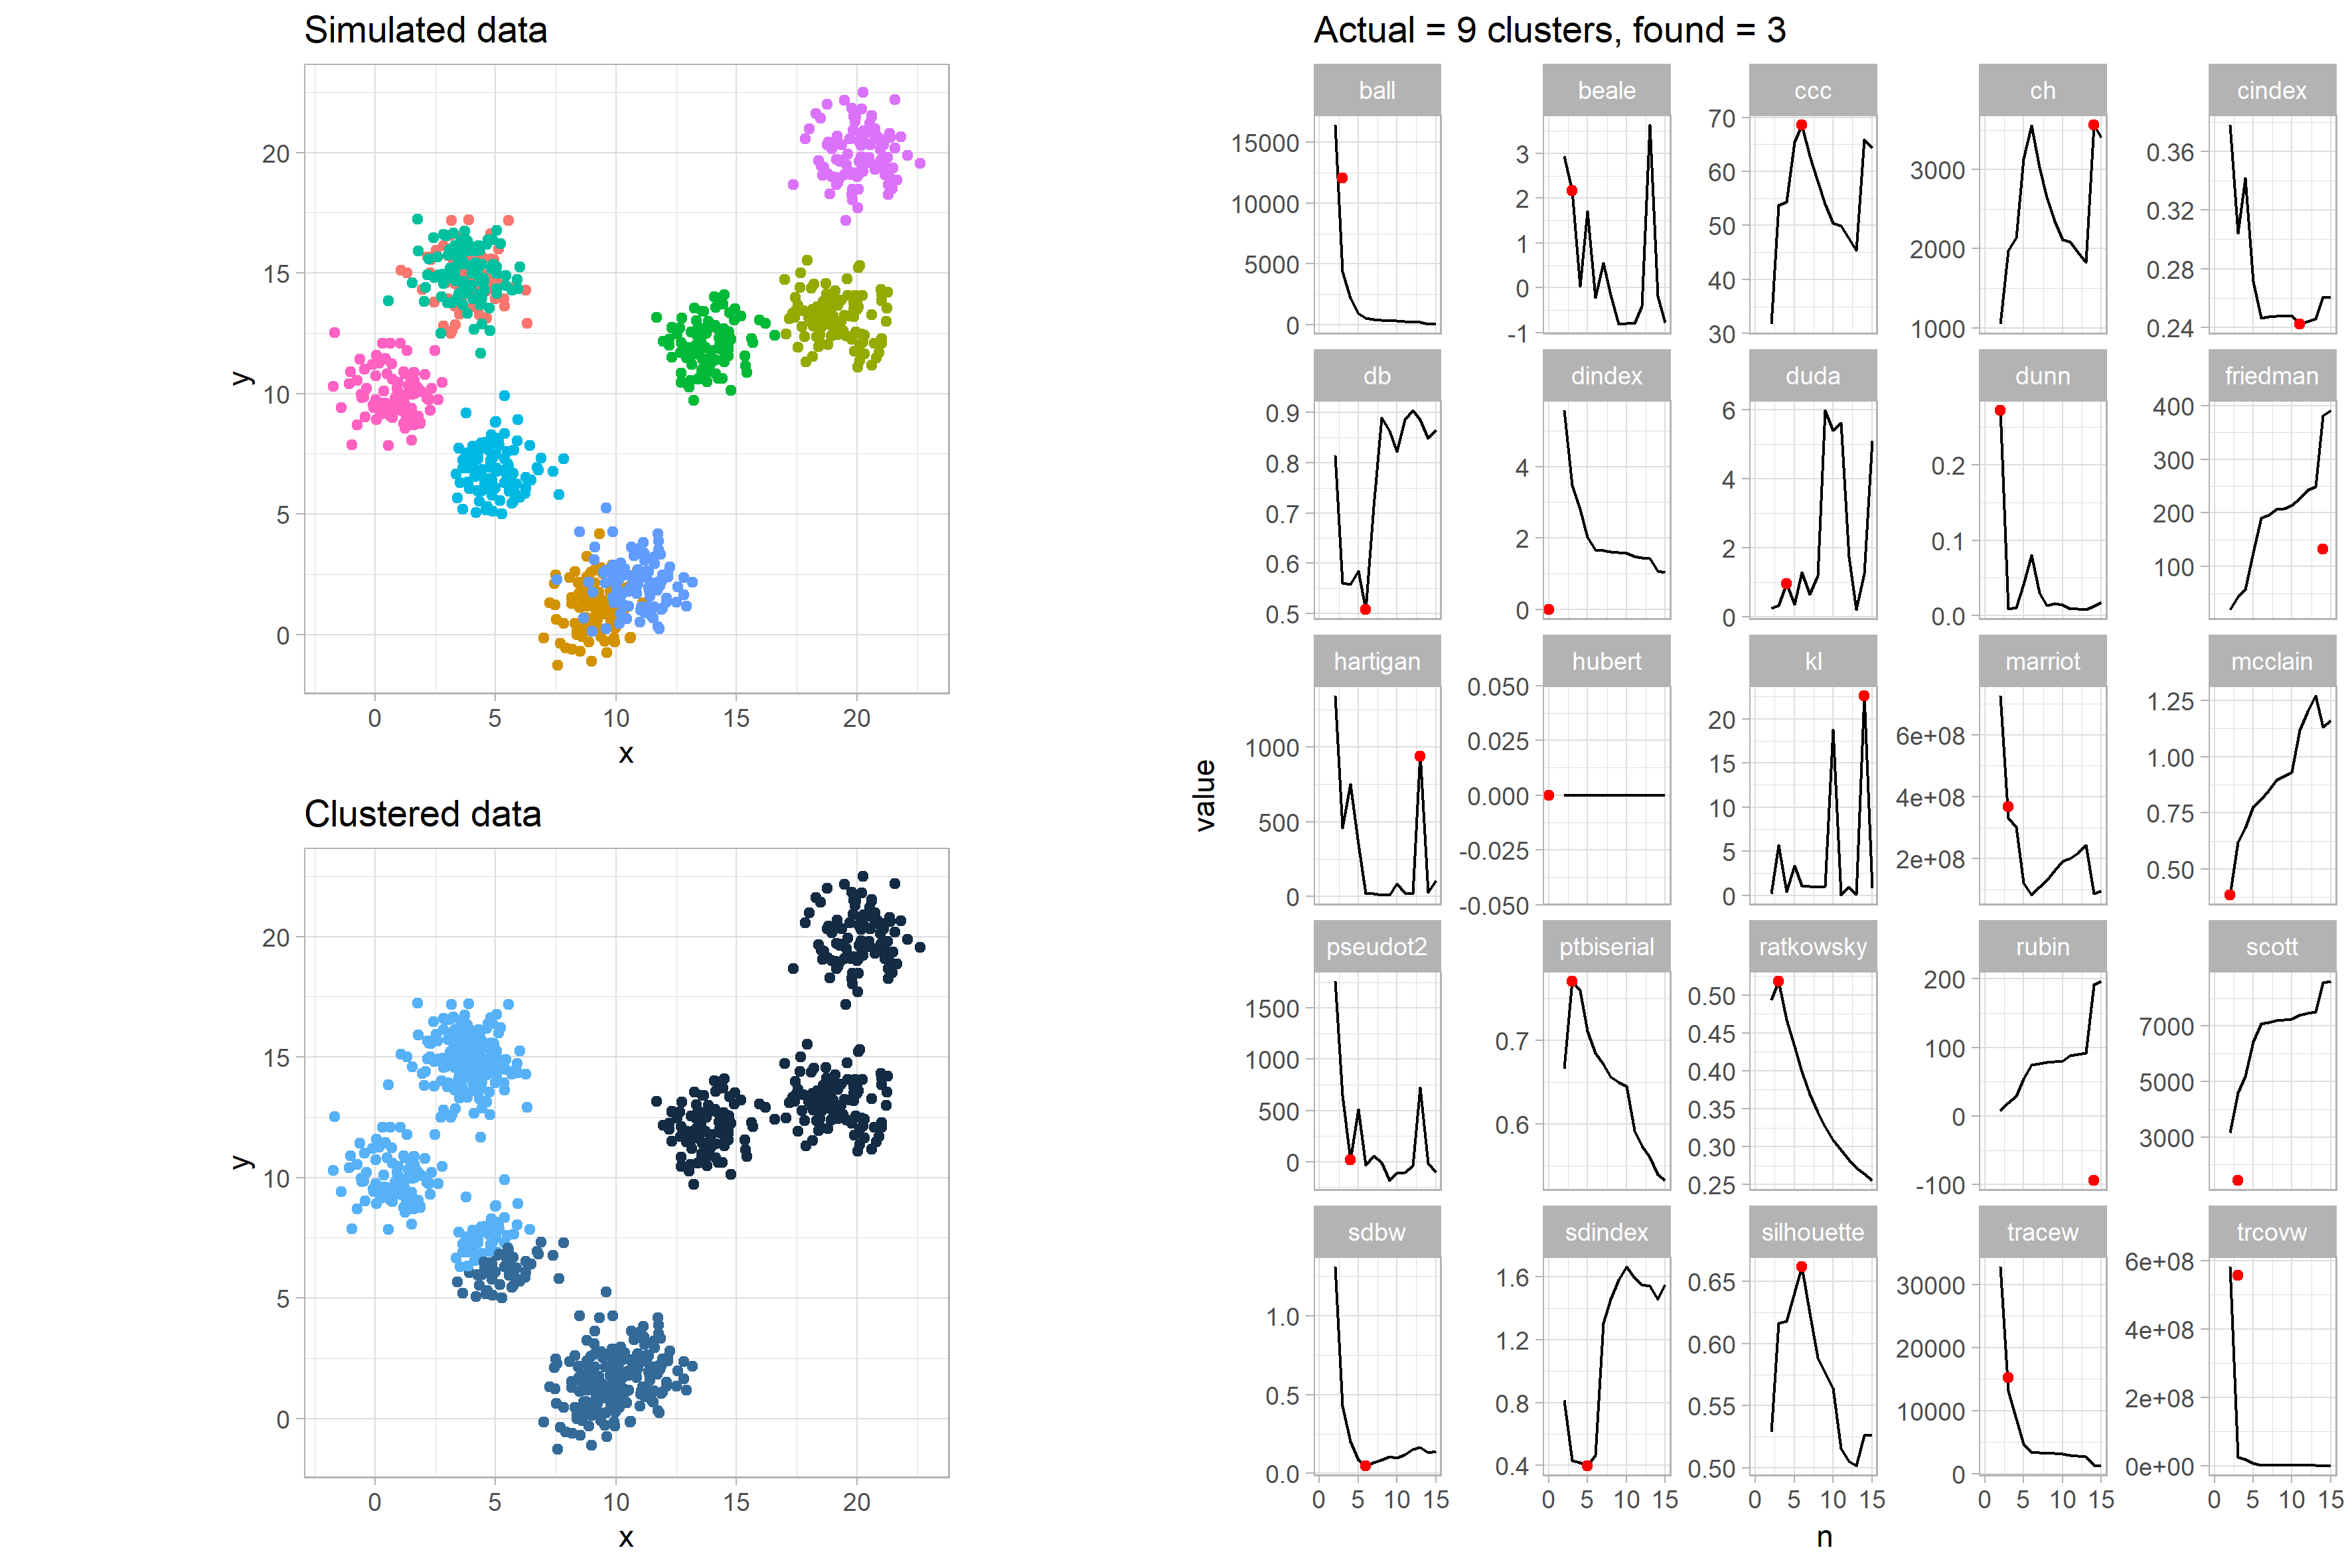 Simulated data
20
15
10
5
0
y
0 5 10 15 20
x
Clustered data
20
15
10
5
0
y
0 5 10 15 20
x
Actual = 9 clusters, found = 3
value
ball
15000
10000
5000
0
beale
3
2
1
0
-1
ccc
70
60
50
40
30
ch
3000
2000
1000
cindex
0.36
0.32
0.28
0.24
db
0.9
0.8
0.7
0.6
0.5
dindex
4
2
0
duda
6
4
2
0
dunn
0.2
0.1
0.0
friedman
400
300
200
100
hartigan
1000
500
0
hubert
0.050
0.025
0.000
-0.025
-0.050
kl
20
15
10
5
0
marriot
6e+08
4e+08
2e+08
mcclain
1.25
1.00
0.75
0.50
pseudot2
1500
1000
500
0
ptbiserial
0.7
0.6
ratkowsky
0.50
0.45
0.40
0.35
0.30
0.25
rubin
200
100
0
-100
scott
7000
5000
3000
sdbw
1.0
0.5
0.0
0 5 10 15
sdindex
1.6
1.2
0.8
0.4
0 5 10 15
silhouette
0.65
0.60
0.55
0.50
0 5 10 15
tracew
30000
20000
10000
0
0 5 10 15
trcovw
6e+08
4e+08
2e+08
0e+00
0 5 10 15
n